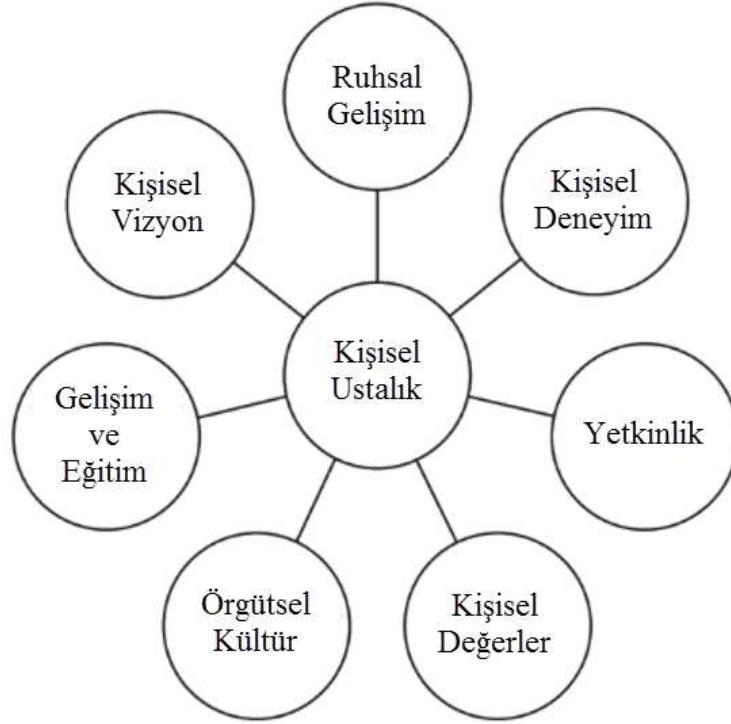 Ruhsal
Gelişim
Kişisel
Vizyon
Kişisel
Deneyim
Kişisel
Ustalık
Gelişim
ve
Eğitim
Yetkinlik
Örgütsel
Kültür
Kişisel
Değerler